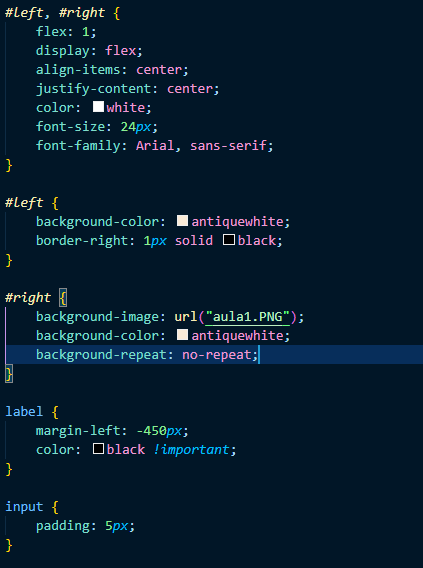 #left, #right {
    flex: 1;
    display: flex;
    align-items: center;
    justify-content: center;
    color: white;
    font-size: 24px;
    font-family: Arial, sans-serif;
}

#left {
    background-color: antiquewhite;
    border-right: 1px solid black;
}

#right {
    background-image: url("aula1.PNG");
    background-color: antiquewhite;
    background-repeat: no-repeat;
}

label {
    margin-left: -450px;
    color: black !important;
}

input {
    padding: 5px;
}